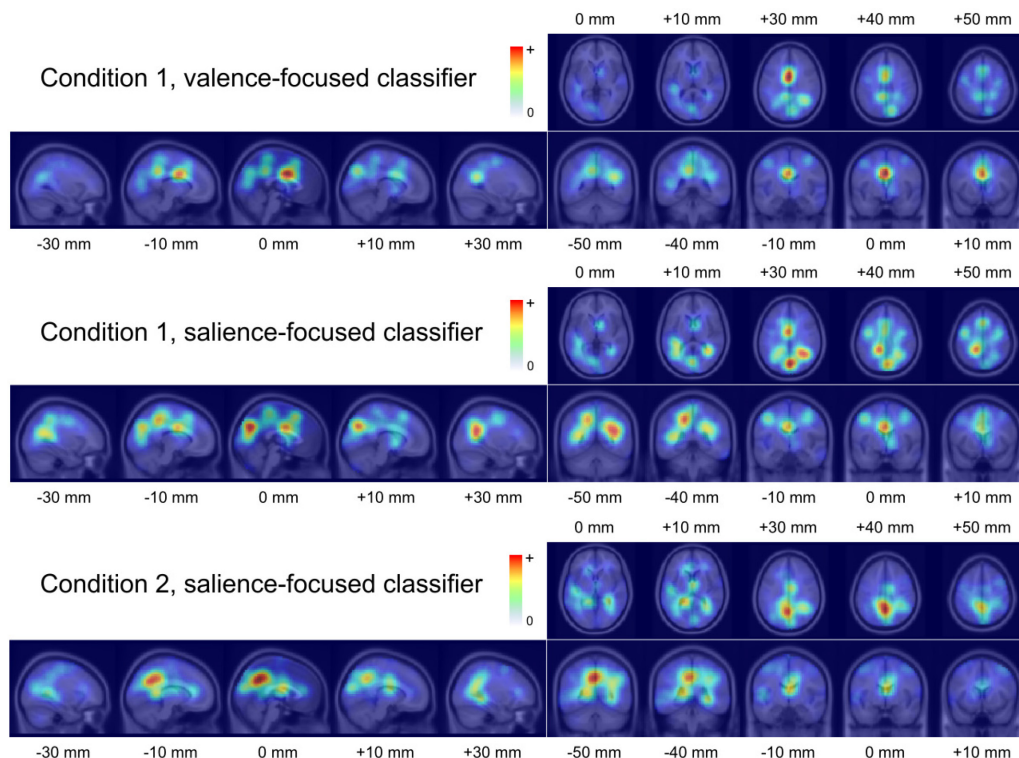 0 mm +10 mm +30 mm +40 mm +50 mm
+
Condition 1, valence-focused classifier
0
-30 mm -10 mm 0 mm +10 mm +30 mm -50 mm -40 mm -10 mm 0 mm +10 mm
0 mm +10 mm +30 mm +40 mm +50 mm
+
Condition 1, salience-focused classifier
0
-30 mm -10 mm 0 mm +10 mm +30 mm -50 mm -40 mm -10 mm 0 mm +10 mm
0 mm +10 mm +30 mm +40 mm +50 mm
+
Condition 2, salience-focused classifier
0
-30 mm -10 mm 0 mm +10 mm +30 mm -50 mm -40 mm -10 mm 0 mm +10 mm